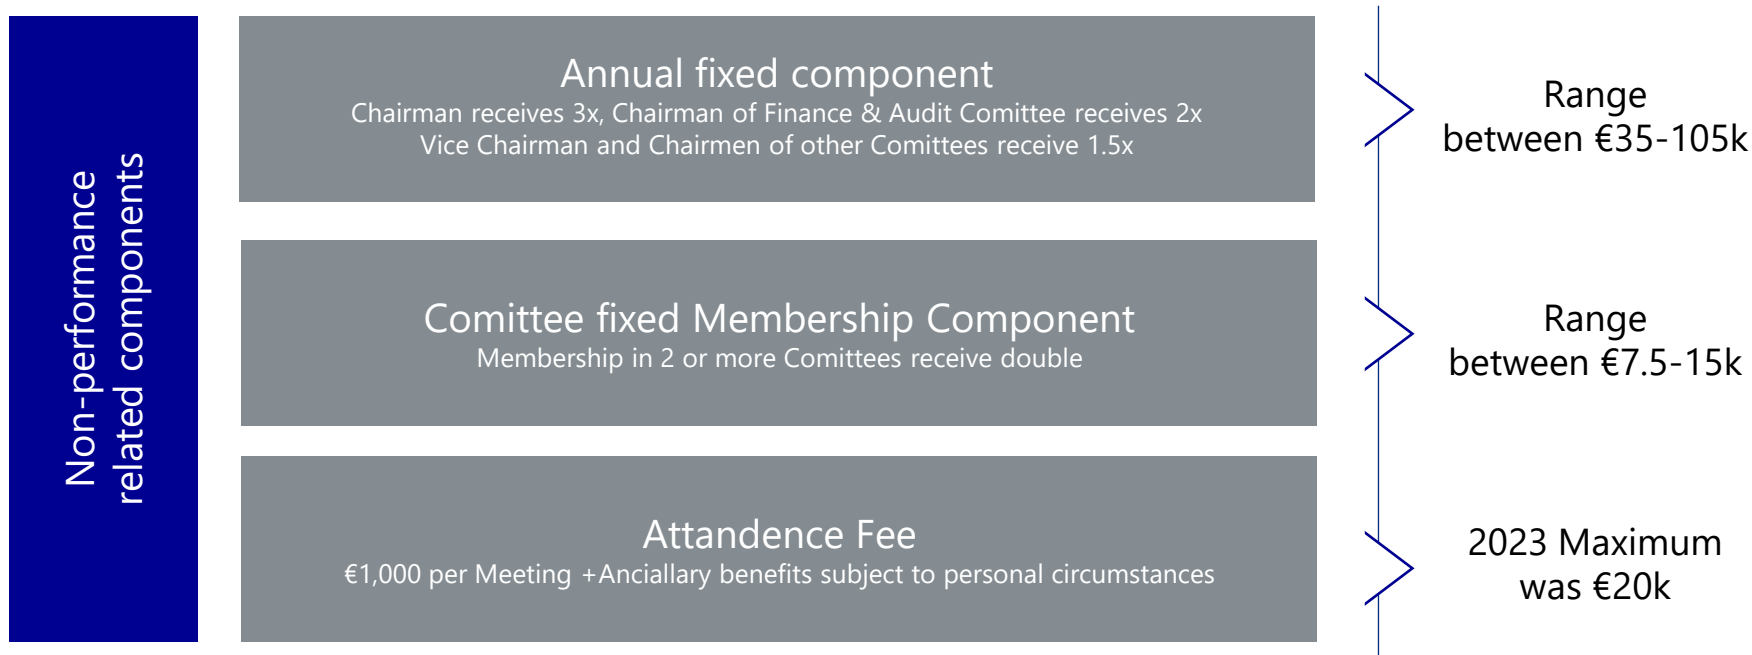 Non-performance
related components
Annual fixed component
Chairman receives 3x, Chairman of Finance & Audit Comittee receives 2x
Vice Chairman and Chairmen of other Comittees receive 1.5x
Range
between €35-105k
Comittee fixed Membership Component
Membership in 2 or more Comittees receive double
Range
between €7.5-15k
Attandence Fee
€1,000 per Meeting +Anciallary benefits subject to personal circumstances
2023 Maximum
was €20k